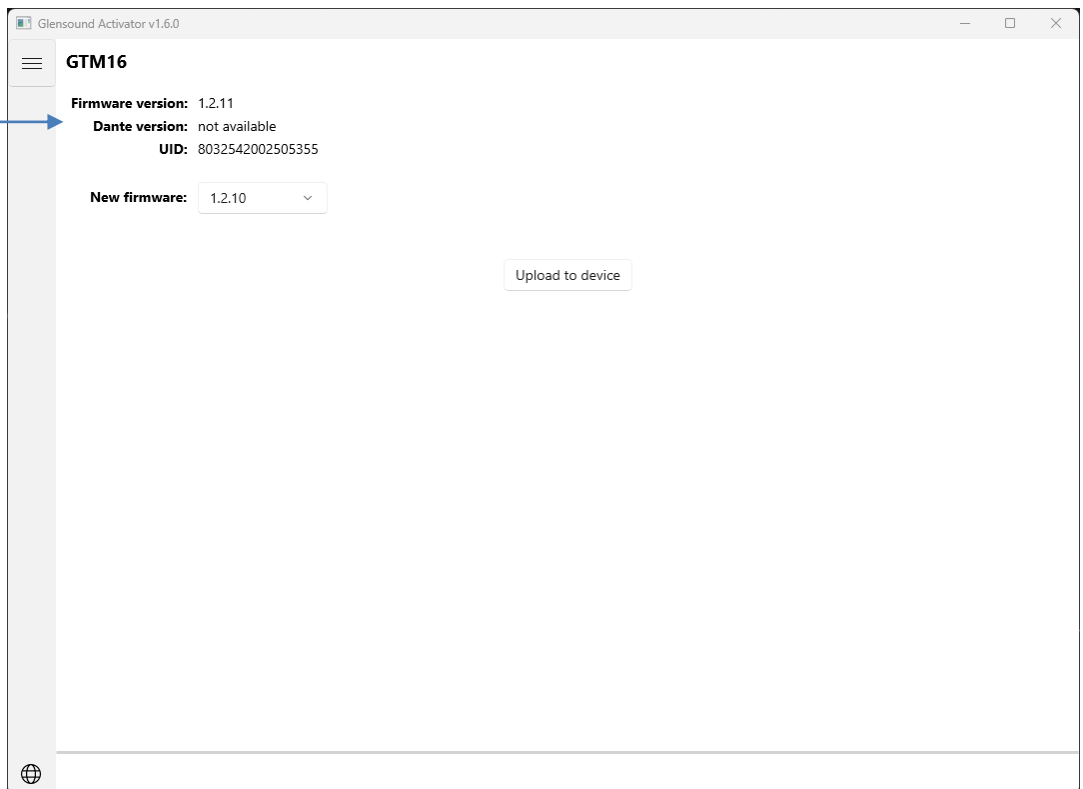 Glensound Activator v1.6.0
GTM16
Firmware version: 1.2.11
Dante version: not available
UID: 8032542002505355
New firmware: 1.2.10
Upload to device